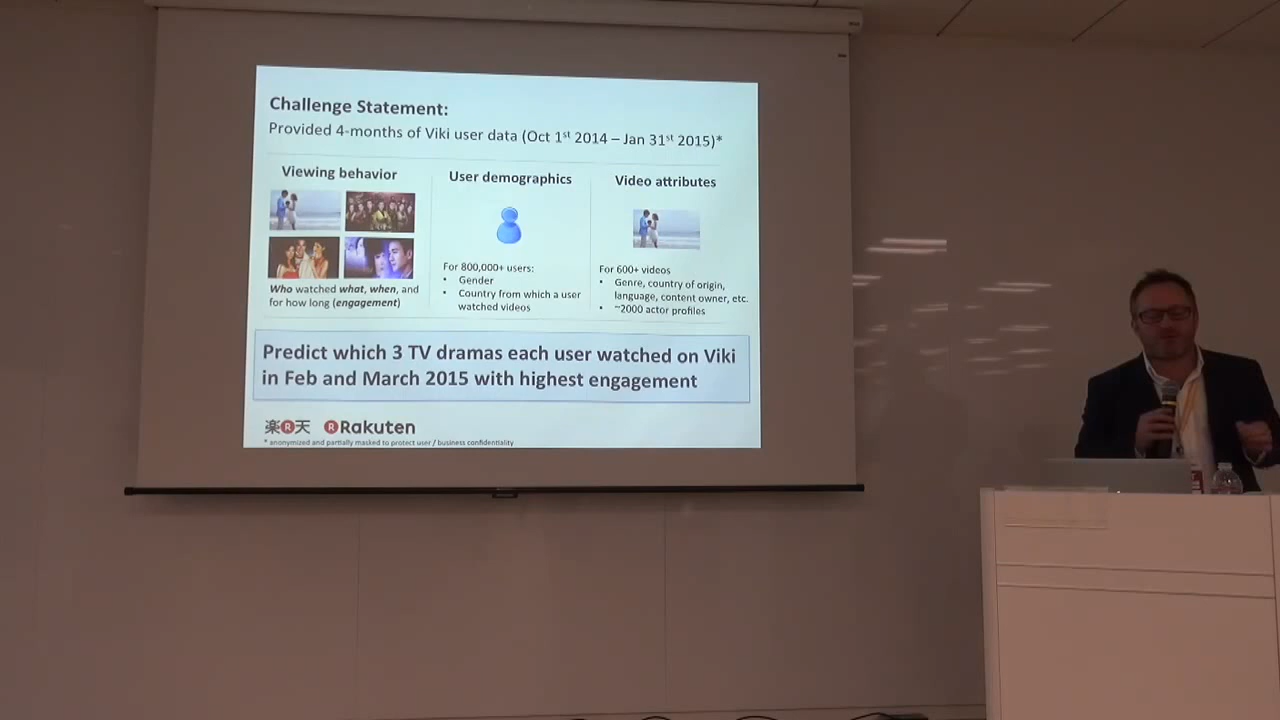 Challenge Statement:
Provided 4-months of Viki user data (Oct 1st 2014 – Jan 31st 2015)*
Viewing behavior
Who watched what, when, and
for how long (engagement)
User demographics
For 800,000+ users:
• Gender
• Country from which a user
watched videos
Video attributes
For 600+ videos
• Genre, country of origin,
language, content owner, etc.
• ~2000 actor profiles
Predict which 3 TV dramas each user watched on Viki
in Feb and March 2015 with highest engagement
楽R天 R Rakuten
* anonymized and partially masked to protect user / business confidentiality